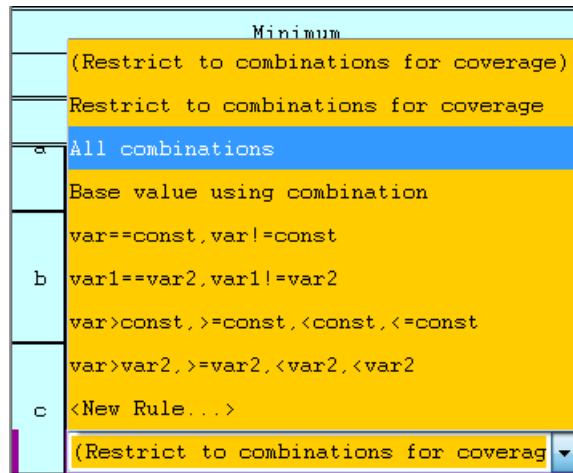 Minimum
(Restrict to combinations for coverage)
Restrict to combinations for coverage
a
All combinations
Base value using combination
var==const,var!=const
b
var1==var2,var1!=var2
var>const,>=const,<const,<=const
var>var2,>=var2,<var2,<var2
c
<New Rule...>
(Restrict to combinations for coverag